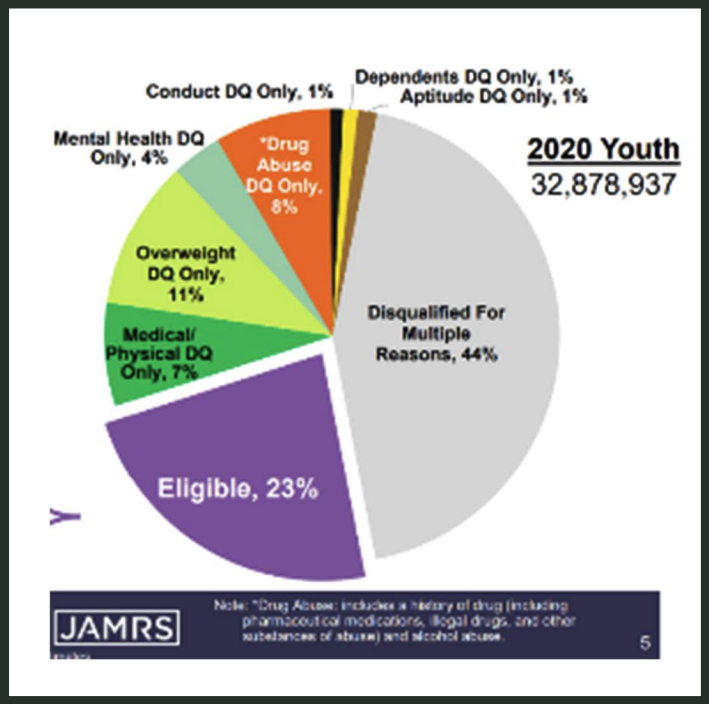 Conduct DQ Only, 1%
Dependents DQ Only, 1%
Aptitude DQ Only, 1%
Mental Health DQ
Only, 4%
*Drug
Abuse
DQ Only,
8%
2020 Youth
32,878,937
Overweight
DQ Only,
11%
Disqualified For
Multiple
Reasons, 44%
Medical/
Physical DQ
Only, 7%
Eligible, 23%
Y
JAMRS
Note: *Drug Abuse: includes a history of drug (including
pharmaceutical medications, illegal drugs, and other
substances of abuse) and alcohol abuse.
5